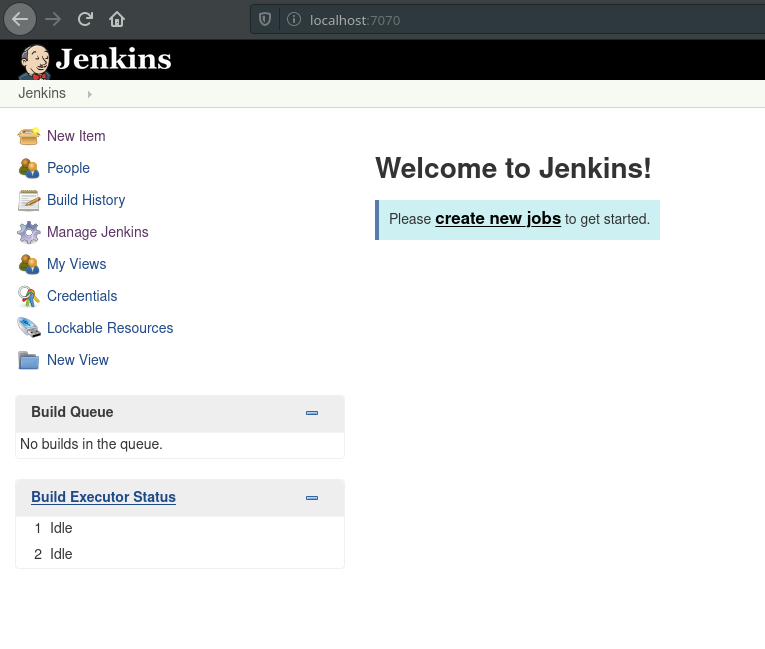 localhost:7070
Jenkins
Jenkins
New Item
People
Build History
Manage Jenkins
My Views
Credentials
Lockable Resources
New View
Build Queue
No builds in the queue.
Build Executor Status
1 Idle
2 Idle
Welcome to Jenkins!
Please create new jobs to get started.